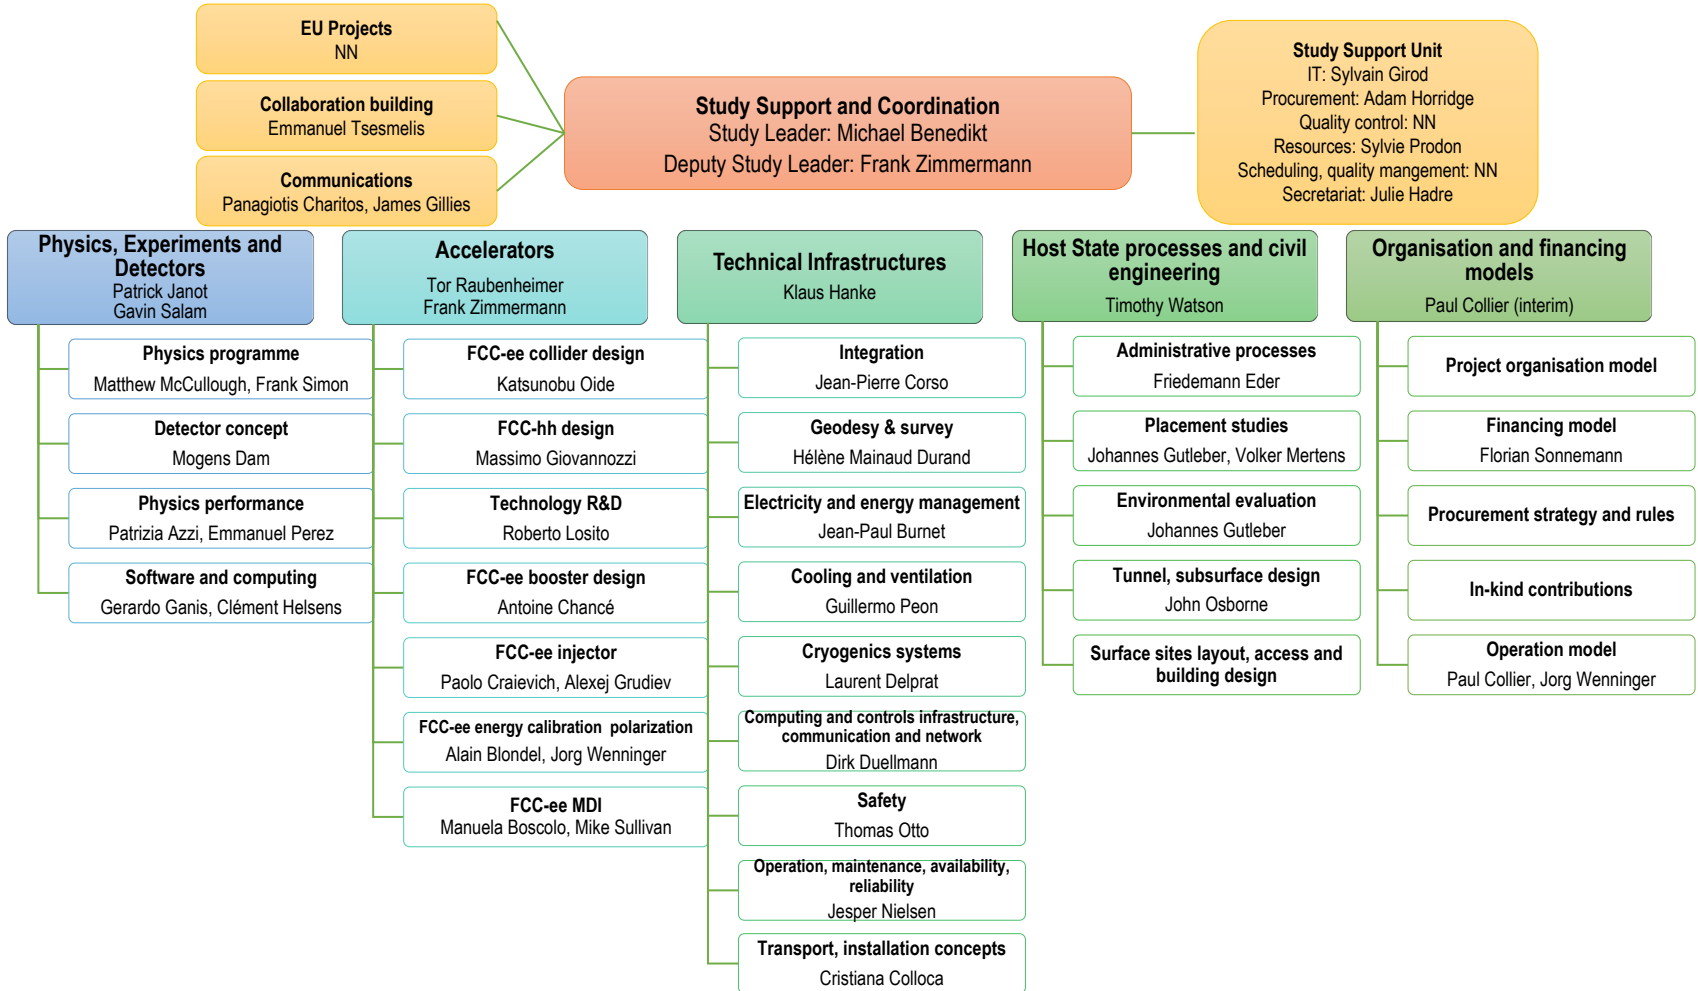 EU Projects
NN
Collaboration building
Emmanuel Tsesmelis
Communications
Panagiotis Charitos, James Gillies
Study Support and Coordination
Study Leader: Michael Benedikt
Deputy Study Leader: Frank Zimmermann
Study Support Unit
IT: Sylvain Girod
Procurement: Adam Horridge
Quality control: NN
Resources: Sylvie Prodon
Scheduling, quality mangement: NN
Secretariat: Julie Hadre
Physics, Experiments and
Detectors
Patrick Janot
Gavin Salam
Physics programme
Matthew McCullough, Frank Simon
Detector concept
Mogens Dam
Physics performance
Patrizia Azzi, Emmanuel Perez
Software and computing
Gerardo Ganis, Clément Helsens
Accelerators
Tor Raubenheimer
Frank Zimmermann
FCC-ee collider design
Katsunobu Oide
FCC-hh design
Massimo Giovannozzi
Technology R&D
Roberto Losito
FCC-ee booster design
Antoine Chancé
FCC-ee injector
Paolo Craievich, Alexej Grudiev
FCC-ee energy calibration polarization
Alain Blondel, Jorg Wenninger
FCC-ee MDI
Manuela Boscolo, Mike Sullivan
Technical Infrastructures
Klaus Hanke
Integration
Jean-Pierre Corso
Geodesy & survey
Hélène Mainaud Durand
Electricity and energy management
Jean-Paul Burnet
Cooling and ventilation
Guillermo Peon
Cryogenics systems
Laurent Delprat
Computing and controls infrastructure,
communication and network
Dirk Duellmann
Safety
Thomas Otto
Operation, maintenance, availability,
reliability
Jesper Nielsen
Transport, installation concepts
Cristiana Colloca
Host State processes and civil
engineering
Timothy Watson
Administrative processes
Friedemann Eder
Placement studies
Johannes Gutleber, Volker Mertens
Environmental evaluation
Johannes Gutleber
Tunnel, subsurface design
John Osborne
Surface sites layout, access and
building design
Organisation and financing
models
Paul Collier (interim)
Project organisation model
Financing model
Florian Sonnemann
Procurement strategy and rules
In-kind contributions
Operation model
Paul Collier, Jorg Wenninger